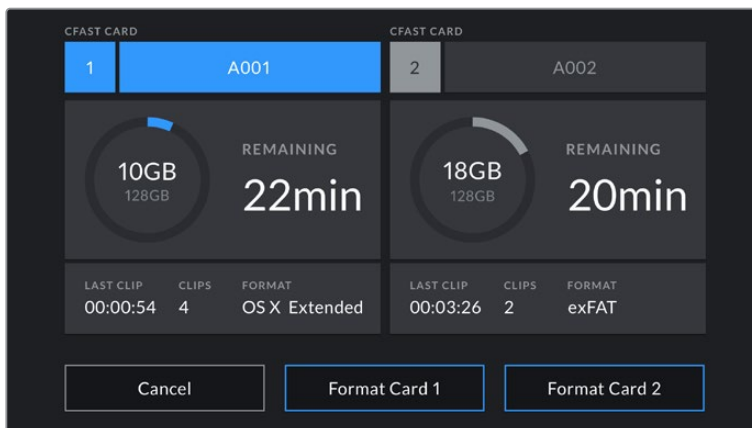 CFAST CARD
1 A001
10GB
128GB
REMAINING
22min
LAST CLIP CLIPS FORMAT
00:00:54 4 OS X Extended
CFAST CARD
2 A002
18GB
128GB
REMAINING
20min
LAST CLIP CLIPS FORMAT
00:03:26 2 exFAT
Cancel Format Card 1 Format Card 2